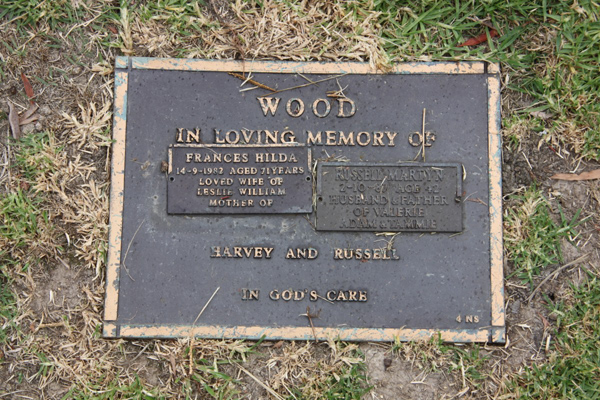 WOOD
IN LOVING MEMORY OF
FRANCES HILDA
14-9-1982 AGED 71 YEARS
LOVED WIFE OF
LESLIE WILLIAM
MOTHER OF
RUSSELL MARTYN
HUSBAND & FATHER
OF VALERIE
HARVEY AND RUSSELL
IN GOD'S CARE
4 NS